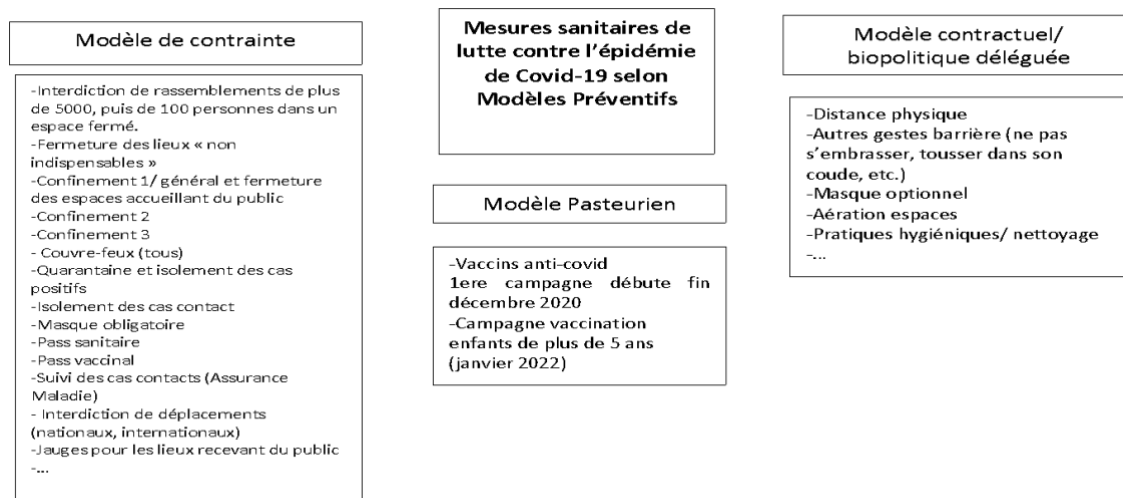 Modèle de contrainte
-Interdiction de rassemblements de plus
de 5000, puis de 100 personnes dans un
espace fermé.
-Fermeture des lieux « non
indispensables »
-Confinement 1/ général et fermeture
des espaces accueillant du public
-Confinement 2
-Confinement 3
- Couvre-feux (tous)
-Quarantaine et isolement des cas
positifs
-Isolement des cas contact
-Masque obligatoire
-Pass sanitaire
-Pass vaccinal
-Suivi des cas contacts (Assurance
Maladie)
- Interdiction de déplacements
(nationaux, internationaux)
-Jauges pour les lieux recevant du public
-...
Mesures sanitaires de
lutte contre l'épidémie
de Covid-19 selon
Modèles Préventifs
Modèle Pasteurien
-Vaccins anti-covid
1ere campagne débute fin
décembre 2020
-Campagne vaccination
enfants de plus de 5 ans
(janvier 2022)
Modèle contractuel/
biopolitique déléguée
-Distance physique
-Autres gestes barrière (ne pas
s'embrasser, tousser dans son
coude, etc.)
-Masque optionnel
-Aération espaces
-Pratiques hygiéniques/ nettoyage
-...